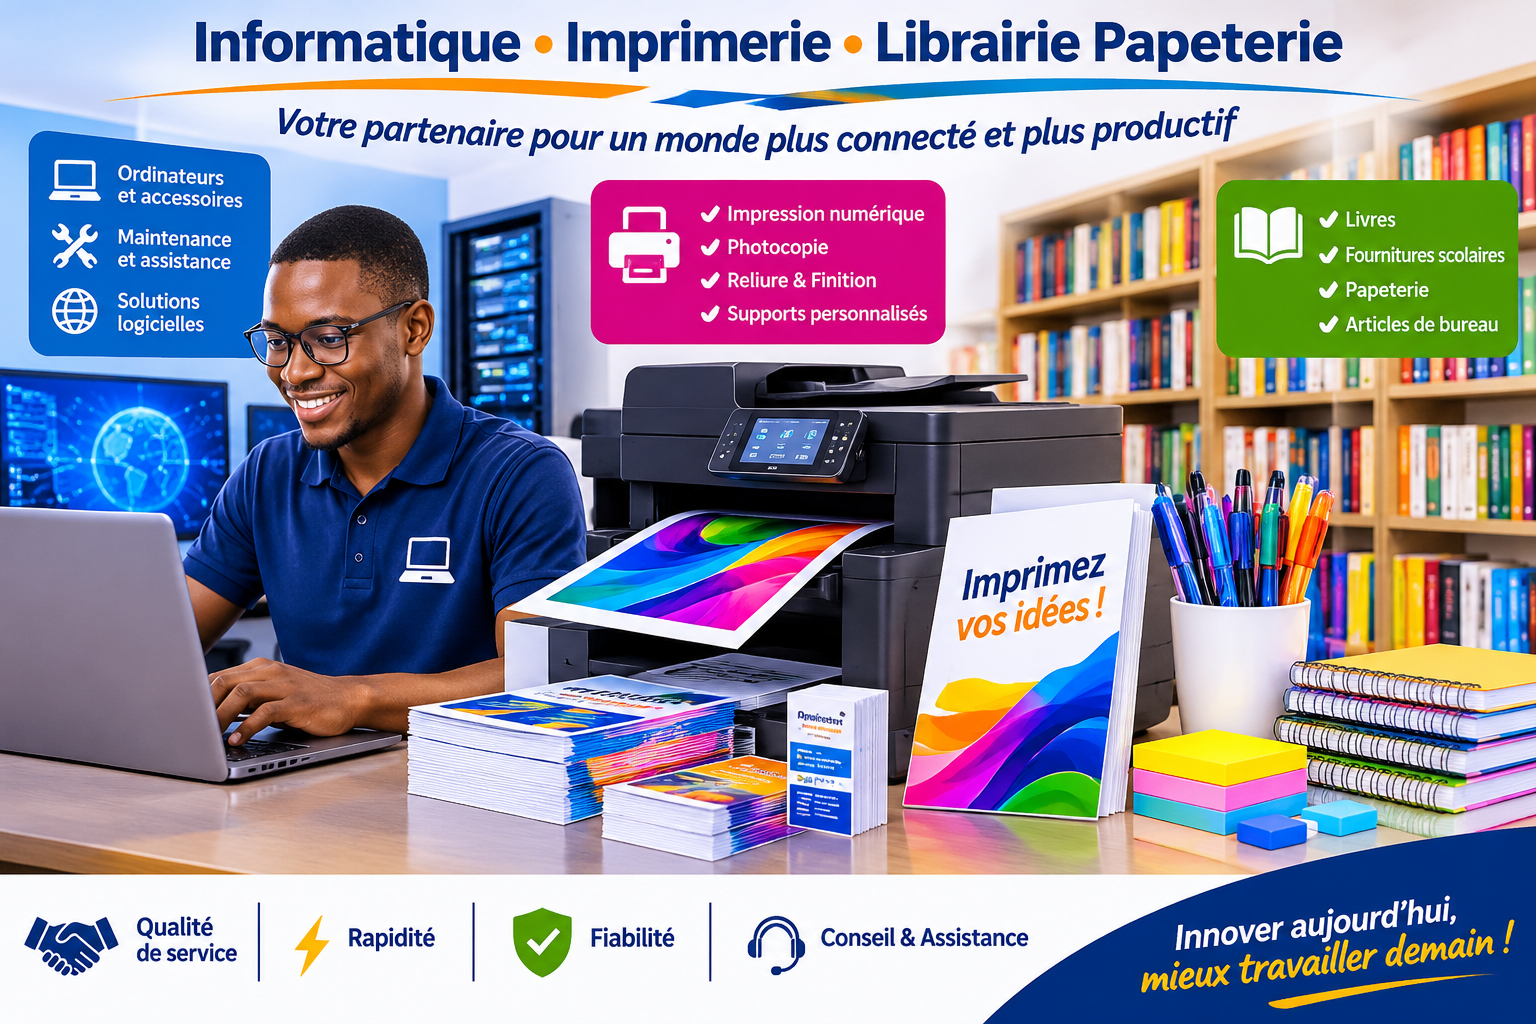 Informatique • Imprimerie • Librairie Papeterie
Votre partenaire pour un monde plus connecté et plus productif
Ordinateurs
et accessoires
Maintenance
et assistance
Solutions
logicielles
Impression numérique
Photocopie
Reliure & Finition
Supports personnalisés
Livres
Fournitures scolaires
Papeterie
Articles de bureau
Imprimez
vos idées !
Qualité
de service
Rapidité
Fiabilité
Conseil & Assistance
Innover aujourd'hui,
mieux travailler demain !